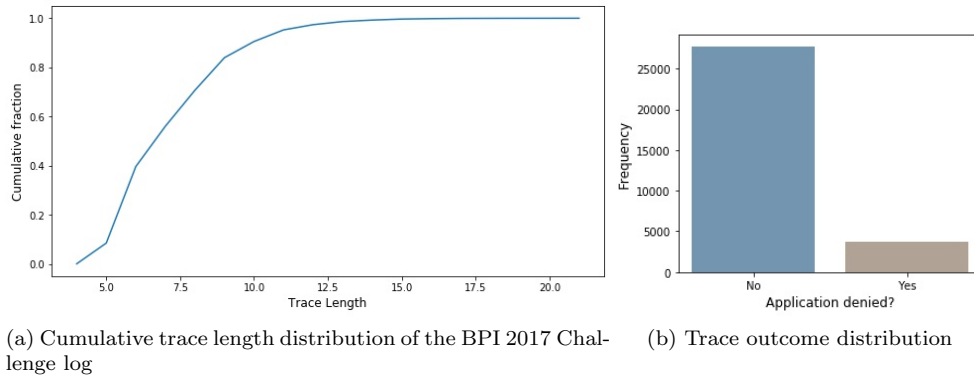 1.0
0.8
0.6
0.4
0.2
0.0
Cumulative fraction
5.0 7.5 10.0 12.5 15.0 17.5 20.0
Trace Length
(a) Cumulative trace length distribution of the BPI 2017 Chal-
lenge log
25000
20000
15000
10000
5000
0
Frequency
No Yes
Application denied?
(b) Trace outcome distribution